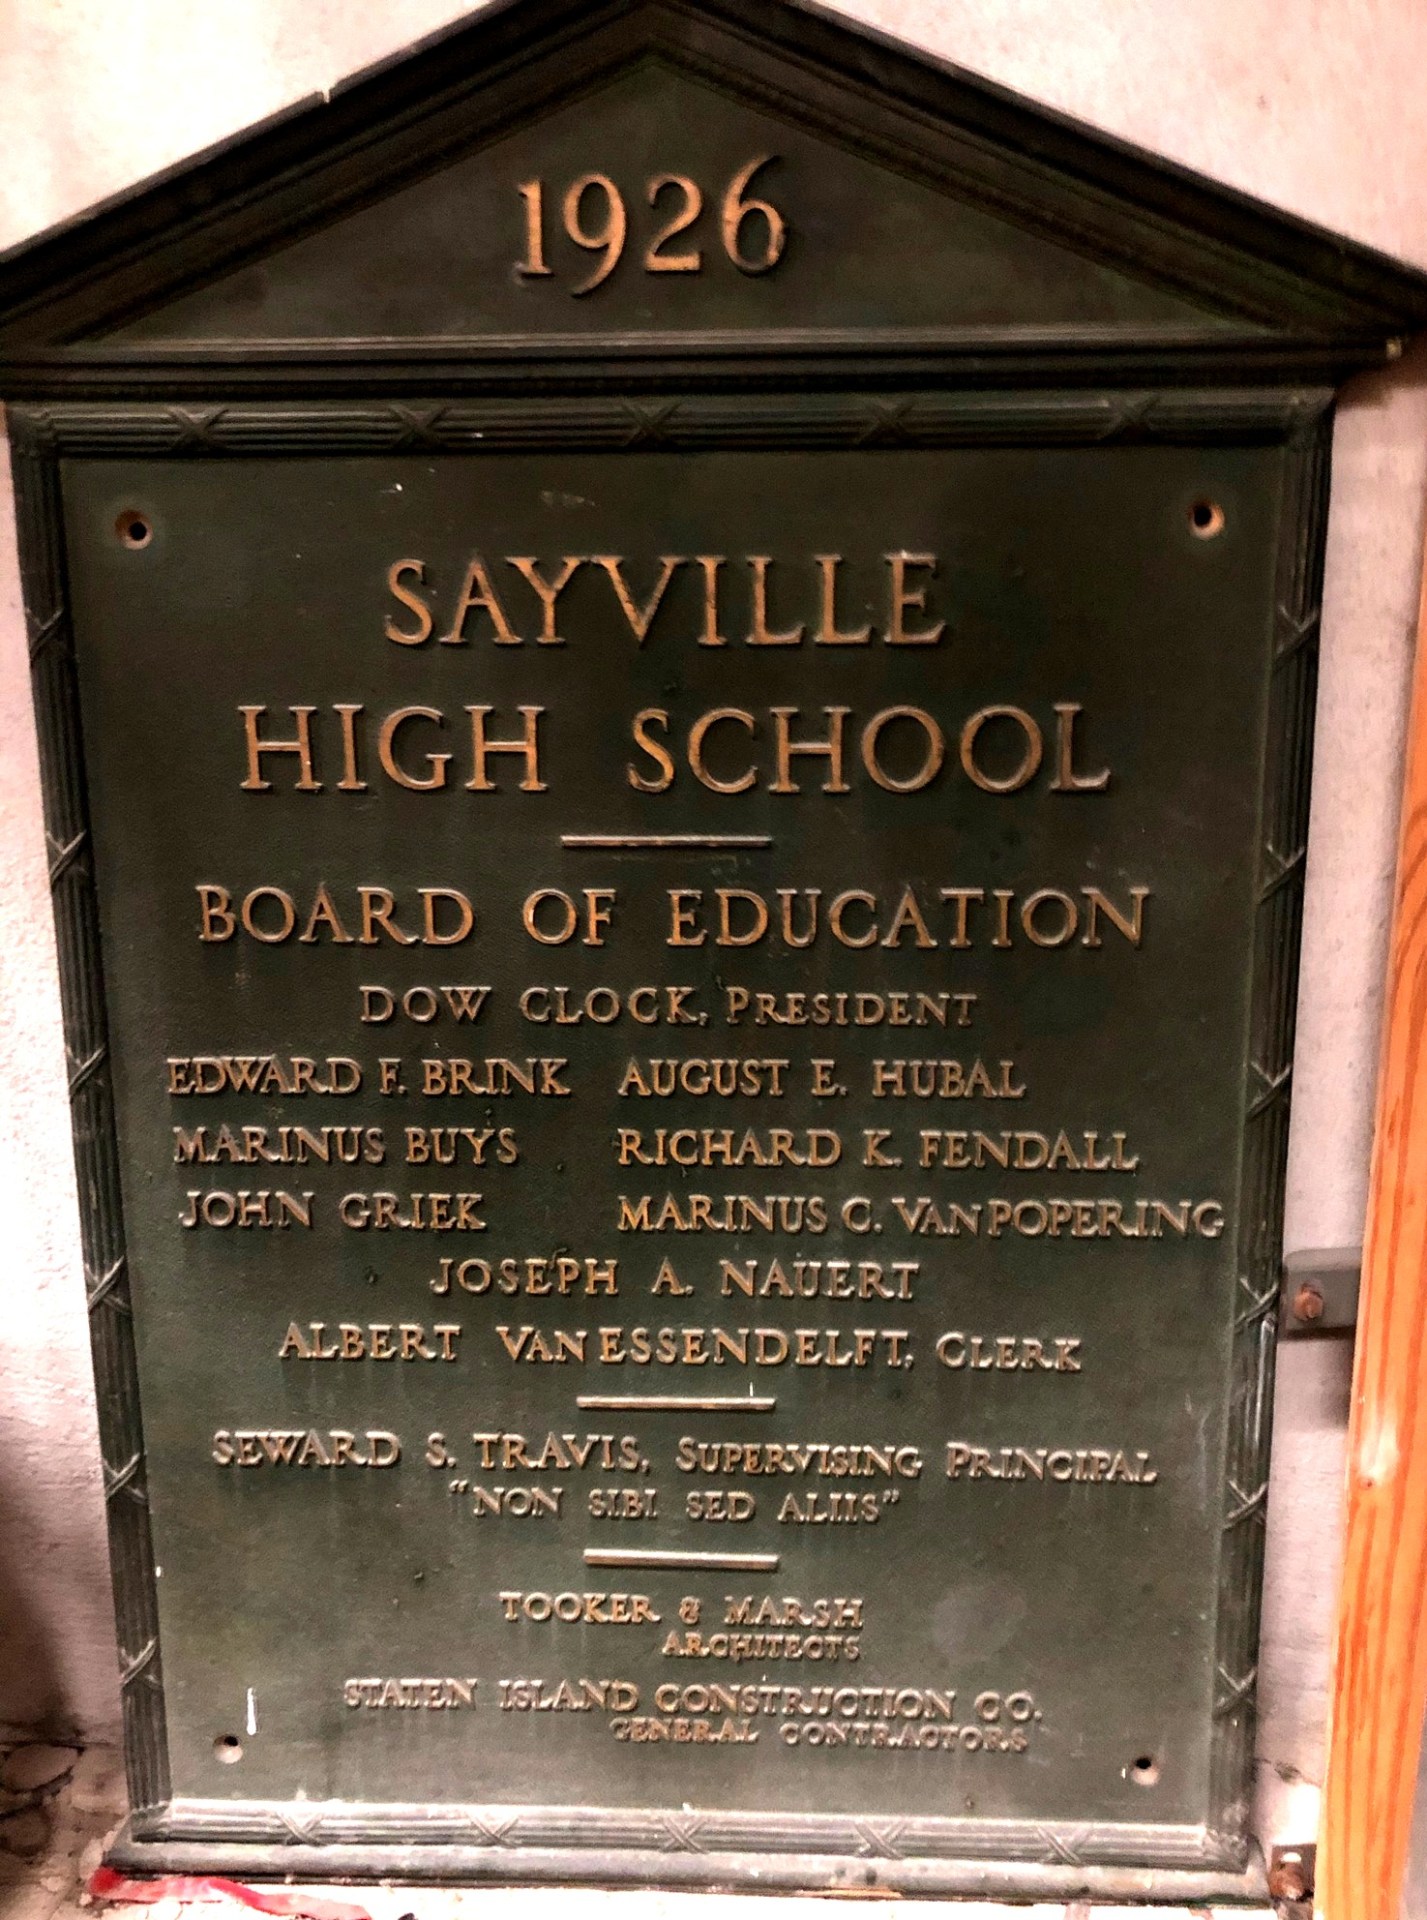 1926
SAYVILLE
HIGH SCHOOL
BOARD OF EDUCATION
DOW CLOCK, PRESIDENT
EDWARD F. BRINK AUGUST E. HUBAL
MARINUS BUYS RICHARD K. FENDALL
JOHN GRIEK MARINUS C. VAN POPERING
JOSEPH A. NAUERT
ALBERT VAN ESSENDELFT, CLERK
SEWARD S. TRAVIS, SUPERVISING PRINCIPAL
"NON SIBI SED ALIIS"
TOOKER & MARSH
ARCHITECTS
STATEN ISLAND CONSTRUCTION CO.
GENERAL CONTRACTORS